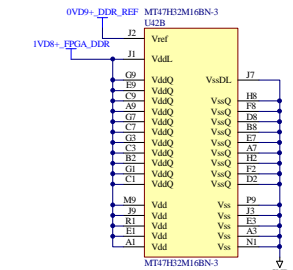 0VD9+_DDR_REF MT47H32M16BN-3
U42B
J2 Vref
1VD8+_FPGA_DDR J1 VddL
G9 VddQ VssDL J7
E9 VddQ
C9 VddQ VssQ H8
A9 VddQ VssQ F8
G7 VddQ VssQ D8
C7 VddQ VssQ B8
G3 VddQ VssQ E7
C3 VddQ VssQ A7
B2 VddQ VssQ H2
G1 VddQ VssQ F2
C1 VddQ VssQ D2
M9 Vdd Vss P9
J9 Vdd Vss J3
R1 Vdd Vss E3
E1 Vdd Vss A3
A1 Vdd Vss N1
MT47H32M16BN-3